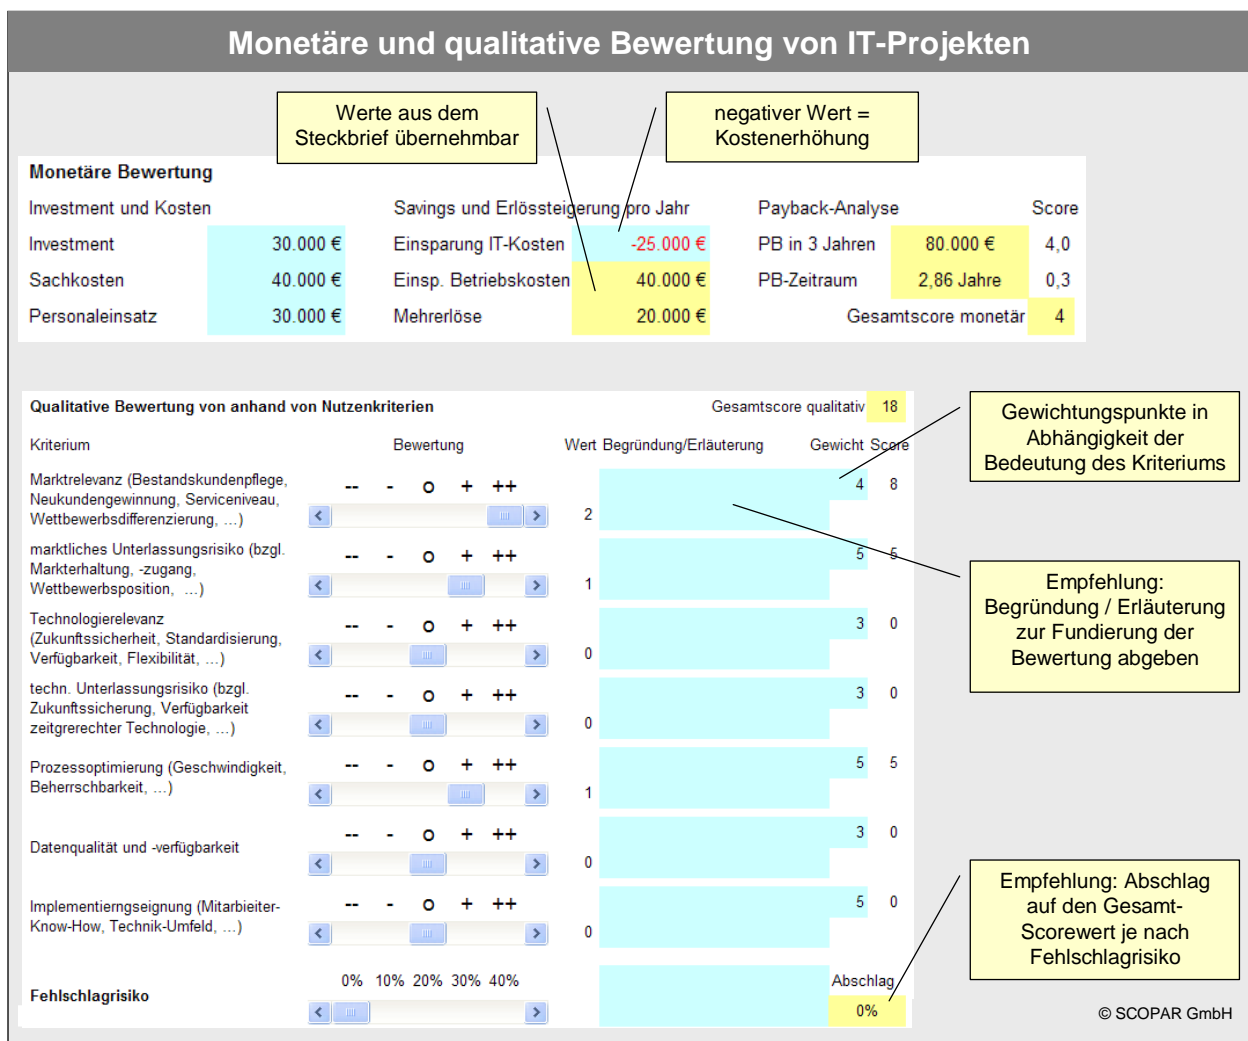 Monetäre und qualitative Bewertung von IT-Projekten
Werte aus dem
Steckbrief übernehmbar
negativer Wert =
Kostenerhöhung
Monetäre Bewertung
Investment und Kosten
Savings und Erlössteigerung pro Jahr
Payback-Analyse
Score
Investment 30.000 € Einsparung IT-Kosten -25.000 € PB in 3 Jahren 80.000 € 4,0
Sachkosten 40.000 € Einsp. Betriebskosten 40.000 € PB-Zeitraum 2,86 Jahre 0,3
Personaleinsatz 30.000 € Mehrerlöse 20.000 € Gesamtscore monetär 4
Qualitative Bewertung von anhand von Nutzenkriterien Gesamtscore qualitativ 18
Kriterium Bewertung Wert Begründung/Erläuterung Gewicht Score
Marktrelevanz (Bestandskundenpflege,
Neukundengewinnung, Serviceniveau,
Wettbewerbsdifferenzierung, ...)
-- - o + ++ 4 8
2
marktliches Unterlassungsrisiko (bzgl.
Markterhaltung, -zugang,
Wettbewerbsposition, ...)
-- - o + ++ 5 5
1
Technologierelevanz
(Zukunftssicherheit, Standardisierung,
Verfügbarkeit, Flexibilität, ...)
-- - o + ++ 3 0
0
techn. Unterlassungsrisiko (bzgl.
Zukunftssicherung, Verfügbarkeit
zeitgrerechter Technologie, ...)
-- - o + ++ 3 0
0
Prozessoptimierung (Geschwindigkeit,
Beherrschbarkeit, ...)
-- - o + ++ 5 5
1
Datenqualität und -verfügbarkeit
-- - o + ++ 3 0
0
Implementierngseignung (Mitarbieiter-
Know-How, Technik-Umfeld, ...)
-- - o + ++ 5 0
0
Fehlschlagrisiko
0% 10% 20% 30% 40% Abschlag
0%
Gewichtungspunkte in
Abhängigkeit der
Bedeutung des Kriteriums
Empfehlung:
Begründung / Erläuterung
zur Fundierung der
Bewertung abgeben
Empfehlung: Abschlag
auf den Gesamt-
Scorewert je nach
Fehlschlagrisiko
© SCOPAR GmbH